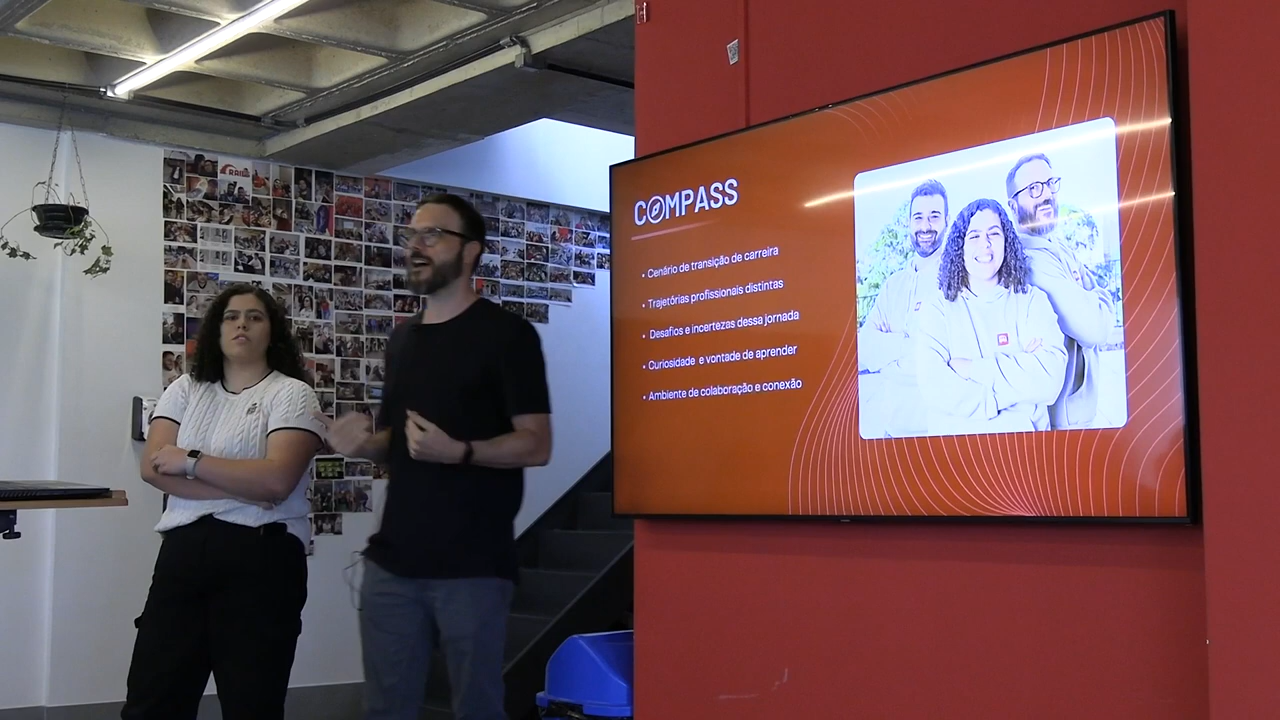 COMPASS
• Cenário de transição de carreira
• Trajetórias profissionais distintas
• Desafios e incertezas dessa jornada
• Curiosidade e vontade de aprender
• Ambiente de colaboração e conexão